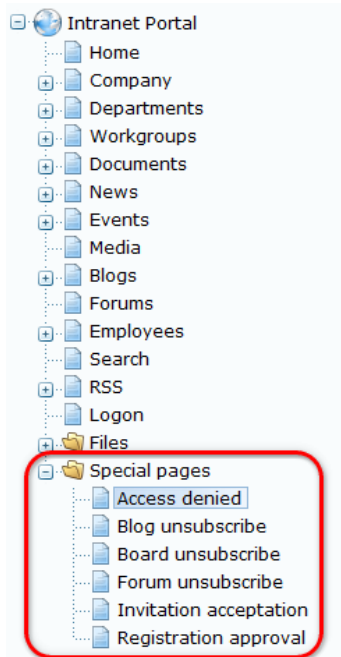 Intranet Portal
Home
Company
Departments
Workgroups
Documents
News
Events
Media
Blogs
Forums
Employees
Search
RSS
Logon
Files
Special pages
Access denied
Blog unsubscribe
Board unsubscribe
Forum unsubscribe
Invitation acceptation
Registration approval